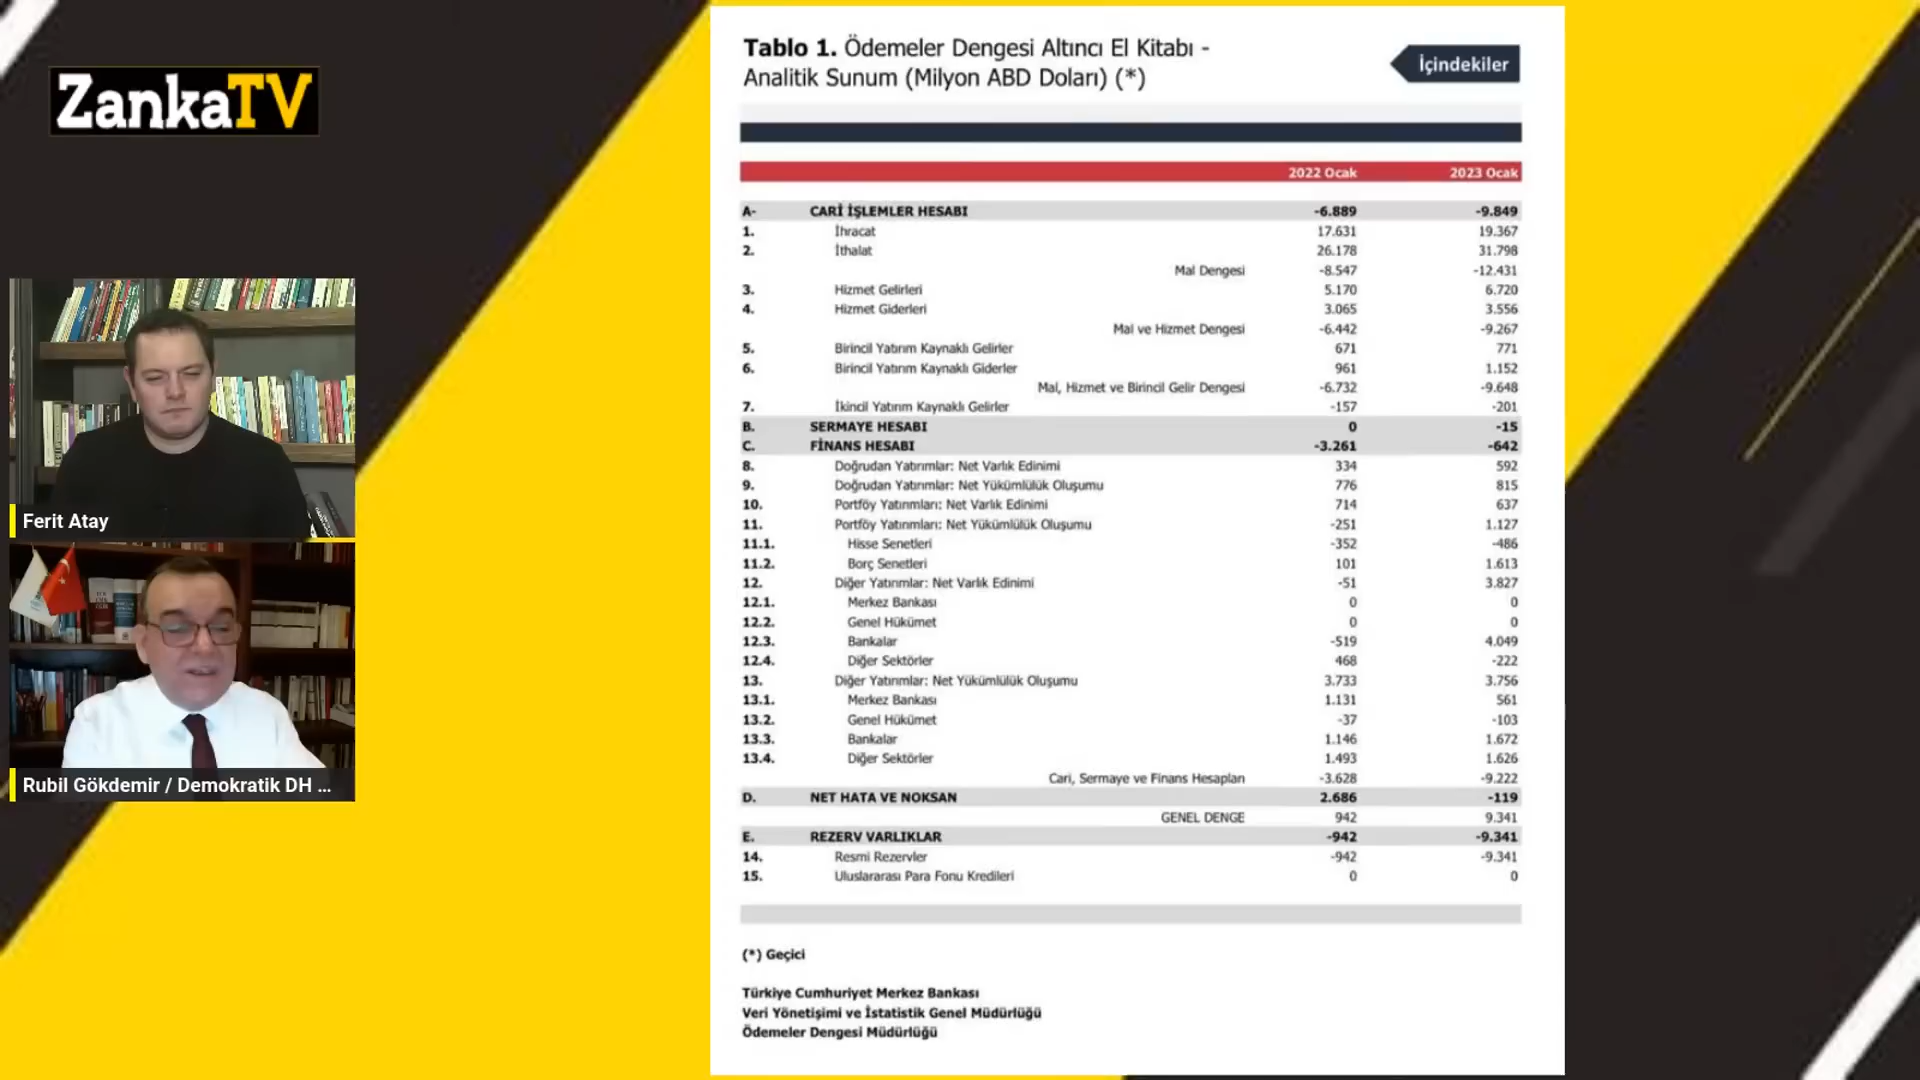 ZankaTV
Ferit Atay
Rubil Gökdemir / Demokratik DH ...
Tablo 1. Ödemeler Dengesi Altıncı El Kitabı -
Analitik Sunum (Milyon ABD Doları) (*)
İçindekiler
2022 Ocak 2023 Ocak
A- CARİ İŞLEMLER HESABI -6.889 -9.849
1. İhracat 17.631 19.367
2. İthalat 26.178 31.798
Mal Dengesi -8.547 -12.431
3. Hizmet Gelirleri 5.170 6.720
4. Hizmet Giderleri 3.065 3.556
Mal ve Hizmet Dengesi -6.442 -9.267
5. Birincil Yatırım Kaynaklı Gelirler 671 771
6. Birincil Yatırım Kaynaklı Giderler 961 1.152
Mal, Hizmet ve Birincil Gelir Dengesi -6.732 -9.648
7. İkincil Yatırım Kaynaklı Gelirler -157 -201
B. SERMAYE HESABI 0 -15
C. FİNANS HESABI -3.261 -642
8. Doğrudan Yatırımlar: Net Varlık Edinimi 334 592
9. Doğrudan Yatırımlar: Net Yükümlülük Oluşumu 776 815
10. Portföy Yatırımları: Net Varlık Edinimi 714 637
11. Portföy Yatırımları: Net Yükümlülük Oluşumu -251 1.127
11.1. Hisse Senetleri -352 -486
11.2. Borç Senetleri 101 1.613
12. Diğer Yatırımlar: Net Varlık Edinimi -51 3.827
12.1. Merkez Bankası 0 0
12.2. Genel Hükümet 0 0
12.3. Bankalar -519 4.049
12.4. Diğer Sektörler 468 -222
13. Diğer Yatırımlar: Net Yükümlülük Oluşumu 3.733 3.756
13.1. Merkez Bankası 1.131 561
13.2. Genel Hükümet -37 -103
13.3. Bankalar 1.146 1.672
13.4. Diğer Sektörler 1.493 1.626
Cari, Sermaye ve Finans Hesapları -3.628 -9.222
D. NET HATA VE NOKSAN 2.686 -119
GENEL DENGE 942 9.341
E. REZERV VARLIKLAR -942 -9.341
14. Resmi Rezervler -942 -9.341
15. Uluslararası Para Fonu Kredileri 0 0
(*) Geçici
Türkiye Cumhuriyet Merkez Bankası
Veri Yönetişimi ve İstatistik Genel Müdürlüğü
Ödemeler Dengesi Müdürlüğü